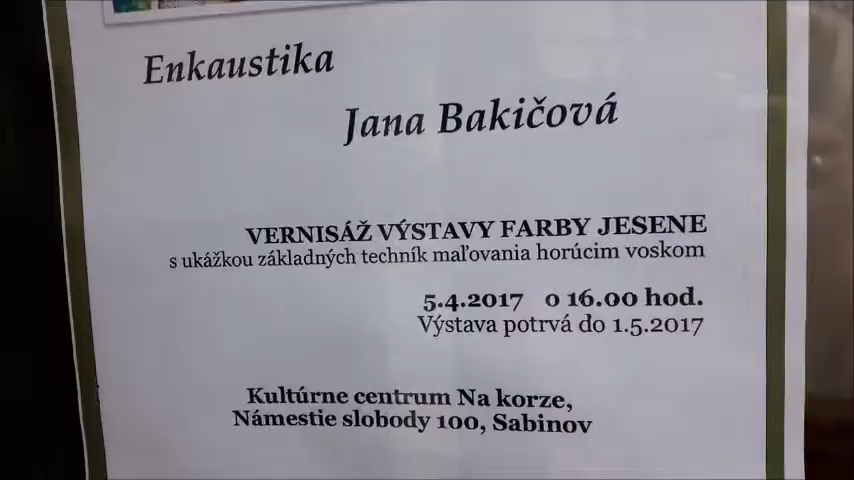 Enkaustika
Jana Bakičová
VERNISÁŽ VÝSTAVY FARBY JESENE
s ukážkou základných techník maľovania horúcim voskom
5.4.2017 o 16.00 hod.
Výstava potrvá do 1.5.2017
Kultúrne centrum Na korze,
Námestie slobody 100, Sabinov